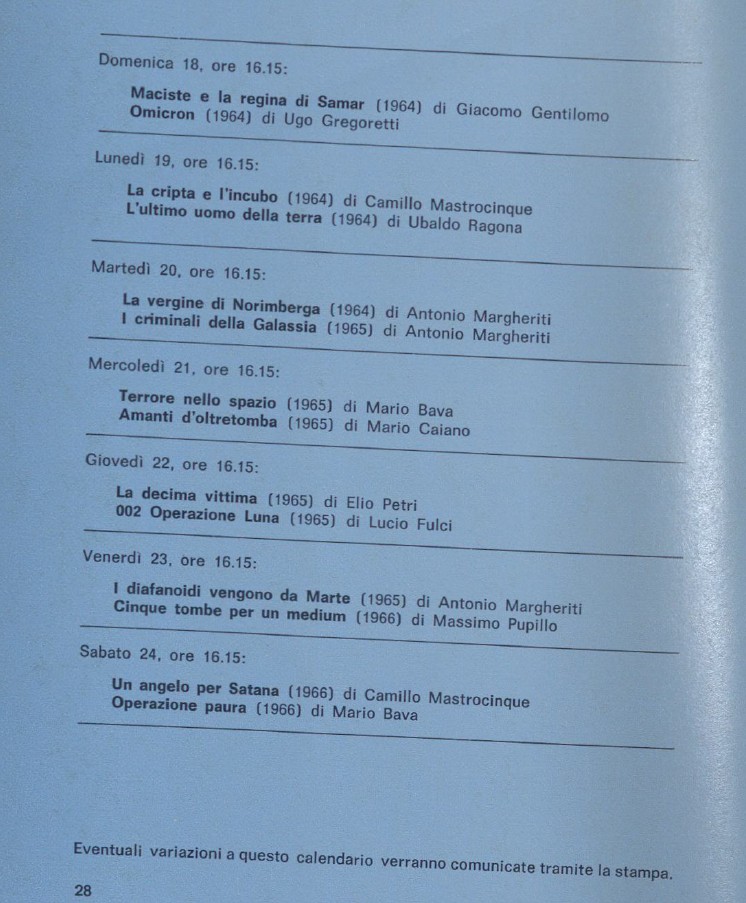 Domenica 18, ore 16.15:
Maciste e la regina di Samar (1964) di Giacomo Gentilomo
Omicron (1964) di Ugo Gregoretti
Lunedì 19, ore 16.15:
La cripta e l'incubo (1964) di Camillo Mastrocinque
L'ultimo uomo della terra (1964) di Ubaldo Ragona
Martedì 20, ore 16.15:
La vergine di Norimberga (1964) di Antonio Margheriti
I criminali della Galassia (1965) di Antonio Margheriti
Mercoledì 21, ore 16.15:
Terrore nello spazio (1965) di Mario Bava
Amanti d'oltretomba (1965) di Mario Caiano
Giovedì 22, ore 16.15:
La decima vittima (1965) di Elio Petri
002 Operazione Luna (1965) di Lucio Fulci
Venerdì 23, ore 16.15:
I diafanoidi vengono da Marte (1965) di Antonio Margheriti
Cinque tombe per un medium (1966) di Massimo Pupillo
Sabato 24, ore 16.15:
Un angelo per Satana (1966) di Camillo Mastrocinque
Operazione paura (1966) di Mario Bava
Eventuali variazioni a questo calendario verranno comunicate tramite la stampa.
28